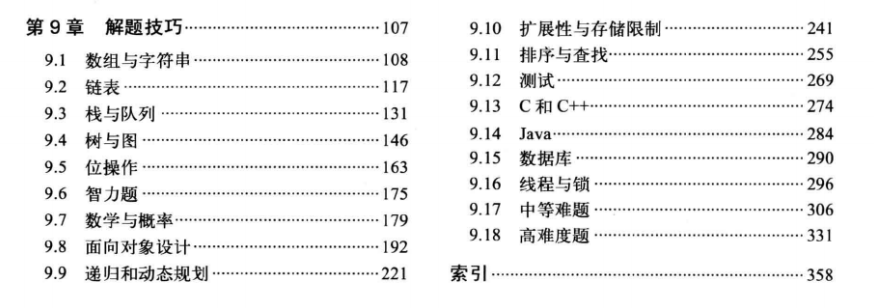 第9章 解题技巧……107
9.1 数组与字符串……108
9.2 链表……117
9.3 栈与队列……131
9.4 树与图……146
9.5 位操作……163
9.6 智力题……175
9.7 数学与概率……179
9.8 面向对象设计……192
9.9 递归和动态规划……221
9.10 扩展性与存储限制……241
9.11 排序与查找……255
9.12 测试……269
9.13 C和C++……274
9.14 Java……284
9.15 数据库……290
9.16 线程与锁……296
9.17 中等难题……306
9.18 高难度题……331
索引……358